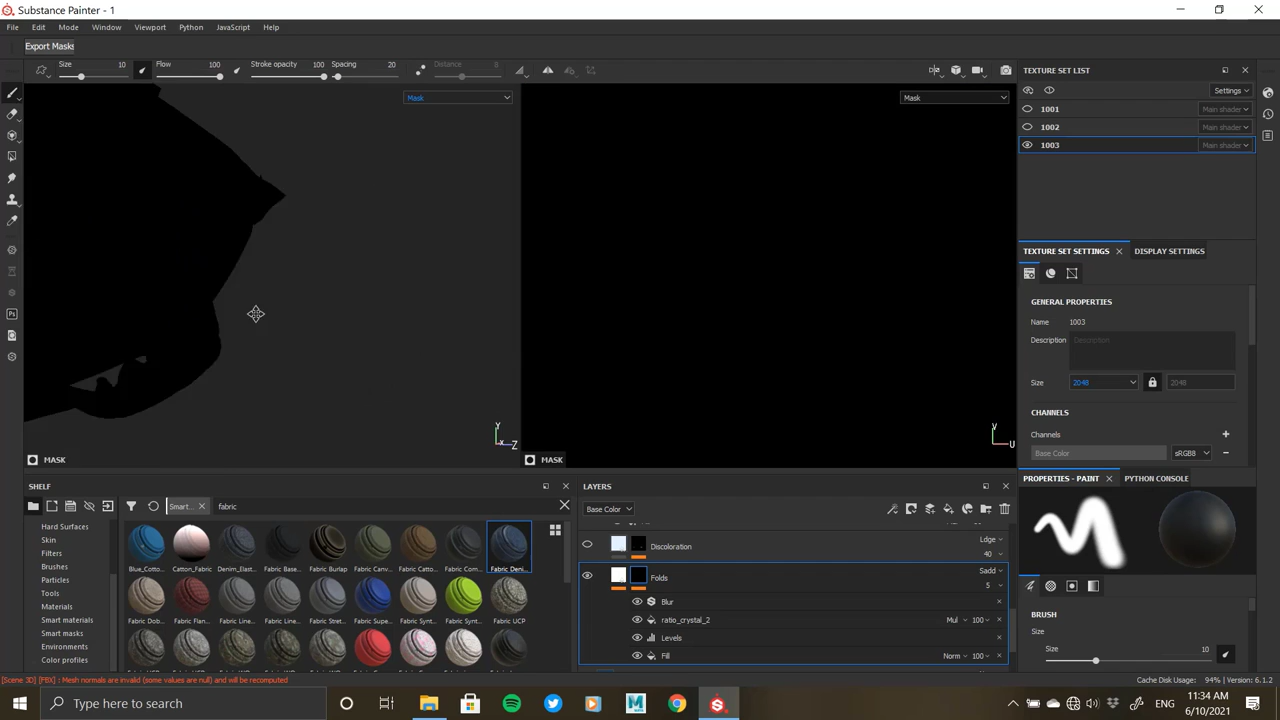 Substance Painter - 1
File Edit Mode Window Viewport Python JavaScript Help
Export Masks
Size 10 Flow 100 Stroke opacity 100 Spacing 20 Distance 8
Mask
Mask
Y
Z
MASK
V
U
MASK
TEXTURE SET LIST
Settings
1001 Main shader
1002 Main shader
1003 Main shader
TEXTURE SET SETTINGS DISPLAY SETTINGS
GENERAL PROPERTIES
Name 1003
Description Description
Size 2048 2048
CHANNELS
Channels +
Base Color sRGB8
PROPERTIES - PAINT PYTHON CONSOLE
BRUSH
Size
Size 10
SHELF
Smart... fabric
Hard Surfaces
Skin
Filters
Brushes
Particles
Tools
Materials
Smart materials
Smart masks
Environments
Color profiles
Blue_Cotto... Catton_Fabric Denim_Elast... Fabric Base... Fabric Burlap Fabric Canv... Fabric Catto... Fabric Com... Fabric Deni...
Fabric Dob... Fabric Flan... Fabric Line... Fabric Line... Fabric Stret... Fabric Supe... Fabric Synt... Fabric Synt... Fabric UCP
LAYERS
Base Color
Discoloration Ldge
40
Folds Sadd
5
Blur
ratio_crystal_2 Mul 100
Levels
Fill Norm 100
[Scene 3D] [FBX] : Mesh normals are invalid (some values are null) and will be recomputed
Cache Disk Usage: 94% | Version: 6.1.2
Type here to search
Ps
11:34 AM
6/10/2021